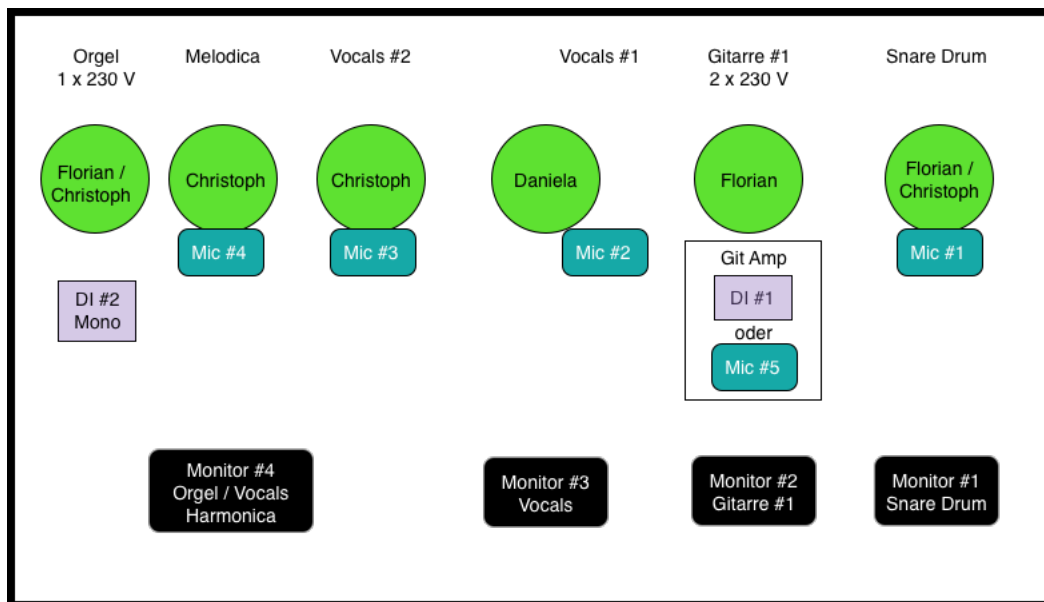 Orgel
1 x 230 V
Melodica
Vocals #2
Vocals #1
Gitarre #1
2 x 230 V
Snare Drum
Florian /
Christoph
Christoph
Christoph
Daniela
Florian
Florian /
Christoph
Mic #4
Mic #3
Mic #2
Git Amp
DI #1
oder
Mic #5
Mic #1
DI #2
Mono
Monitor #4
Orgel / Vocals
Harmonica
Monitor #3
Vocals
Monitor #2
Gitarre #1
Monitor #1
Snare Drum